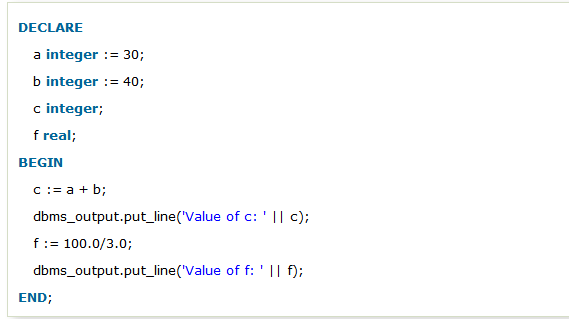 DECLARE
a integer := 30;
b integer := 40;
c integer;
f real;
BEGIN
c := a + b;
dbms_output.put_line('Value of c: ' || c);
f := 100.0/3.0;
dbms_output.put_line('Value of f: ' || f);
END;